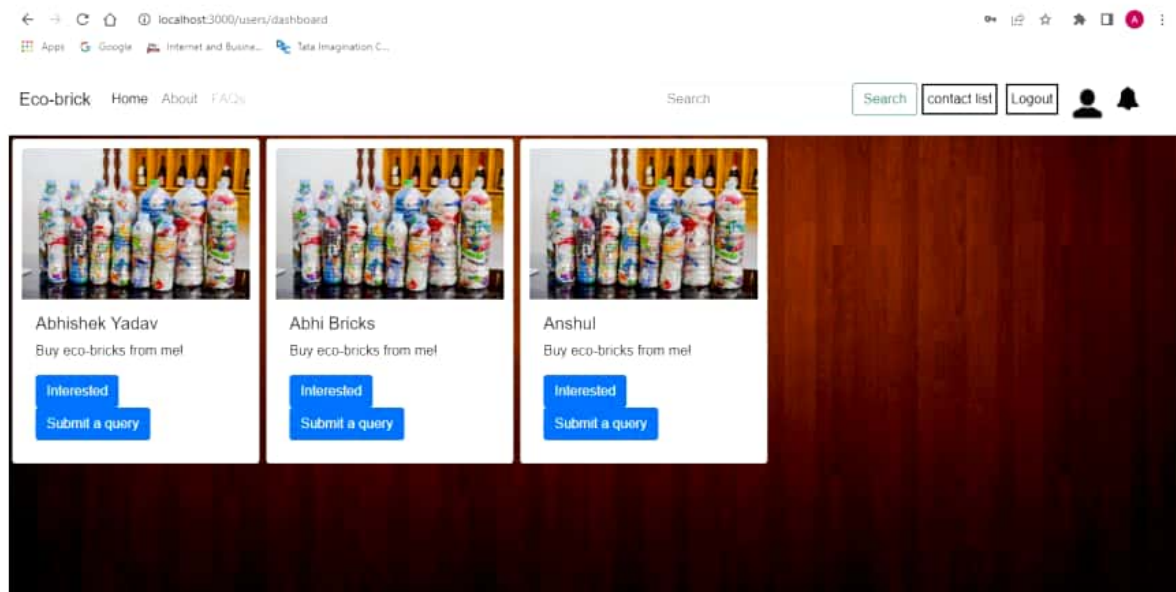 localhost:3000/users/dashboard
A
Apps Google Internet and Busine... Tata Imagination C...
Eco-brick Home About FAQs Search Search contact list Logout
Abhishek Yadav Abhi Bricks Anshul
Buy eco-bricks from me! Buy eco-bricks from me! Buy eco-bricks from me!
Interested Interested Interested
Submit a query Submit a query Submit a query